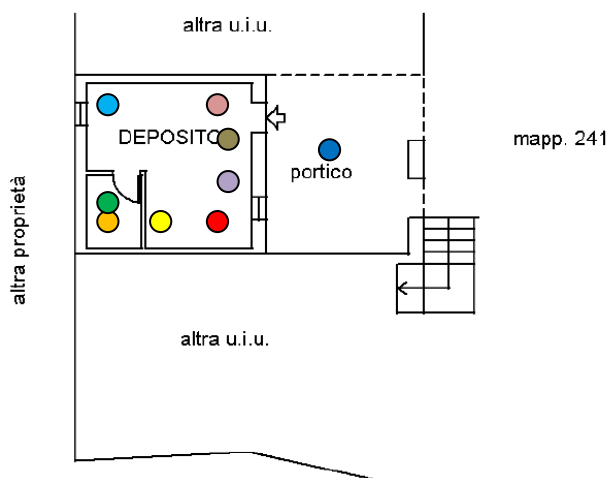 altra u.i.u.
DEPOSITO
mapp. 241
portico
altra proprietà
altra u.i.u.